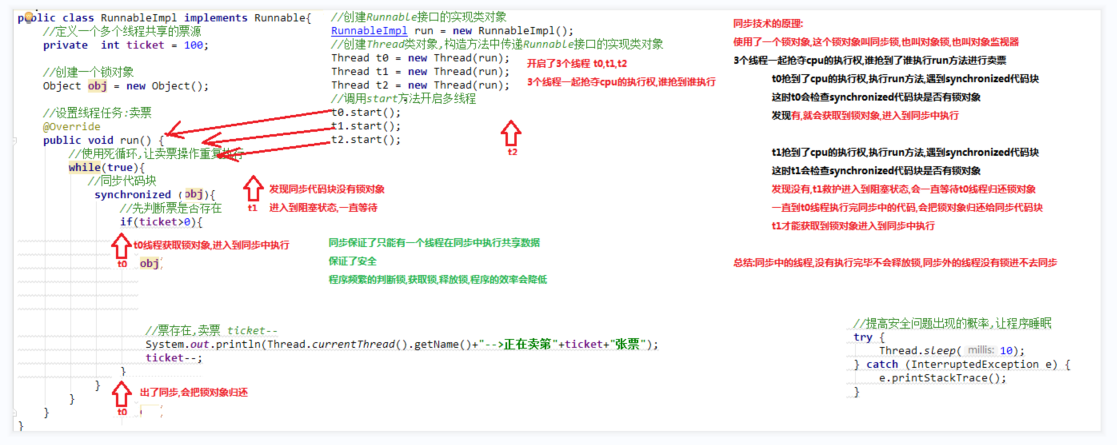 public class RunnableImpl implements Runnable{
//定义一个多个线程共享的票源
private int ticket = 100;
//创建一个锁对象
Object obj = new Object();
//设置线程任务:卖票
@Override
public void run() {
//使用死循环,让卖票操作重复执行
while(true){
//同步代码块
synchronized (obj){
//先判断票是否存在
if(ticket>0){
t0线程获取锁对象,进入到同步中执行
t0 obj
//票存在,卖票 ticket--
System.out.println(Thread.currentThread().getName()+"-->正在卖第"+ticket+"张票");
ticket--;
}
}
出了同步,会把锁对象归还
t0
}
}
}
//创建Runnable接口的实现类对象
RunnableImpl run = new RunnableImpl();
//创建Thread类对象,构造方法中传递Runnable接口的实现类对象
Thread t0 = new Thread(run);
Thread t1 = new Thread(run);
Thread t2 = new Thread(run);
开启了3个线程 t0,t1,t2
3个线程一起抢夺cpu的执行权,谁抢到谁执行
//调用start方法开启多线程
t0.start();
t1.start();
t2.start();
t2
发现同步代码块没有锁对象
t1 进入到阻塞状态,一直等待
同步保证了只能有一个线程在同步中执行共享数据
保证了安全
程序频繁的判断锁,获取锁,释放锁,程序的效率会降低
同步技术的原理:
使用了一个锁对象,这个锁对象叫同步锁,也叫对象锁,也叫对象监视器
3个线程一起抢夺cpu的执行权,谁抢到了谁执行run方法进行卖票
t0抢到了cpu的执行权,执行run方法,遇到synchronized代码块
这时t0会检查synchronized代码块是否有锁对象
发现有,就会获取到锁对象,进入到同步中执行
t1抢到了cpu的执行权,执行run方法,遇到synchronized代码块
这时t1会检查synchronized代码块是否有锁对象
发现没有,t1救护进入到阻塞状态,会一直等待t0线程归还锁对象
一直到t0线程执行完同步中的代码,会把锁对象归还给同步代码块
t1才能获取到锁对象进入到同步中执行
总结:同步中的线程,没有执行完毕不会释放锁,同步外的线程没有锁进不去同步
//提高安全问题出现的概率,让程序睡眠
try {
Thread.sleep( millis: 10);
} catch (InterruptedException e) {
e.printStackTrace();
}